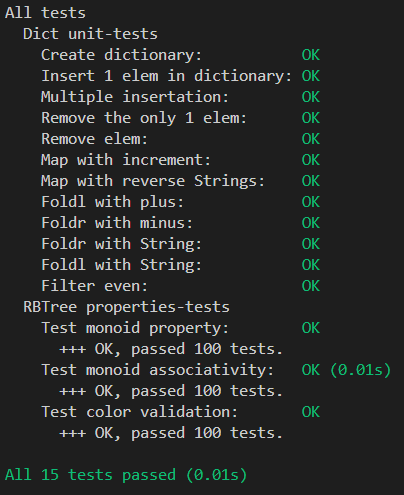 All tests
Dict unit-tests
Create dictionary: OK
Insert 1 elem in dictionary: OK
Multiple insertation: OK
Remove the only 1 elem: OK
Remove elem: OK
Map with increment: OK
Map with reverse Strings: OK
Foldl with plus: OK
Foldr with minus: OK
Foldr with String: OK
Foldl with String: OK
Filter even: OK
RBTree properties-tests
Test monoid property: OK
+++ OK, passed 100 tests.
Test monoid associativity: OK (0.01s)
+++ OK, passed 100 tests.
Test color validation: OK
+++ OK, passed 100 tests.
All 15 tests passed (0.01s)